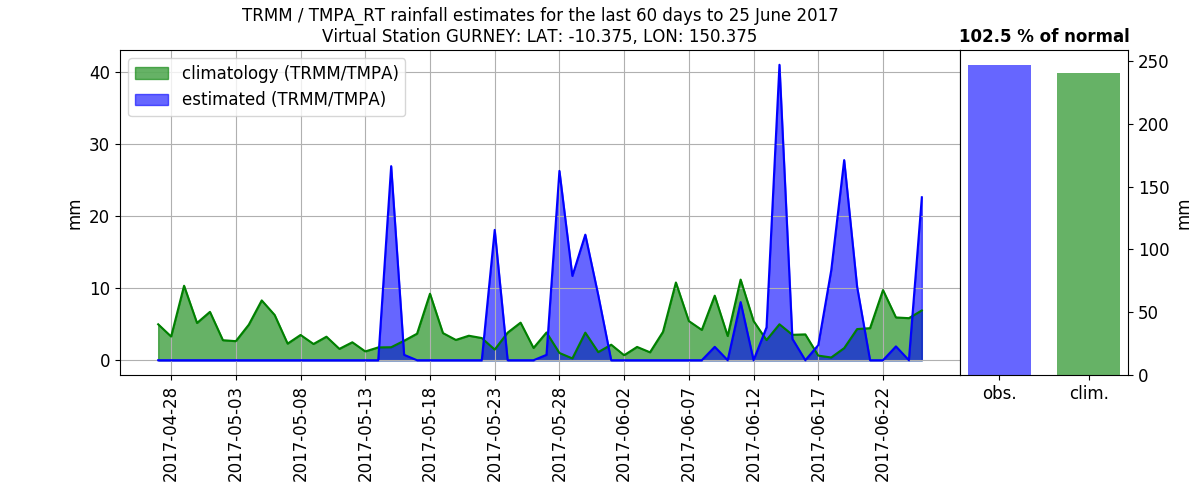 TRMM / TMPA_RT rainfall estimates for the last 60 days to 25 June 2017
Virtual Station GURNEY: LAT: -10.375, LON: 150.375
102.5 % of normal
climatology (TRMM/TMPA)
estimated (TRMM/TMPA)
mm
40
30
20
10
0
2017-04-28
2017-05-03
2017-05-08
2017-05-13
2017-05-18
2017-05-23
2017-05-28
2017-06-02
2017-06-07
2017-06-12
2017-06-17
2017-06-22
250
200
150
100
50
0
mm
obs.
clim.